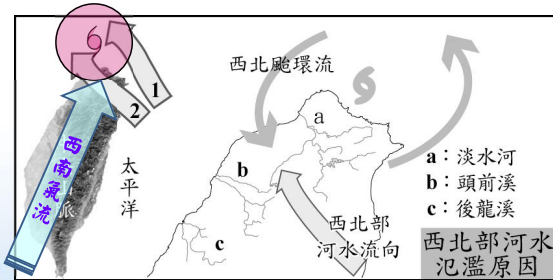 1
2
西南氣流
脈
太平洋
西北颱環流
a
b
c
西北部
河水流向
a：淡水河
b：頭前溪
c：後龍溪
西北部河水
氾濫原因